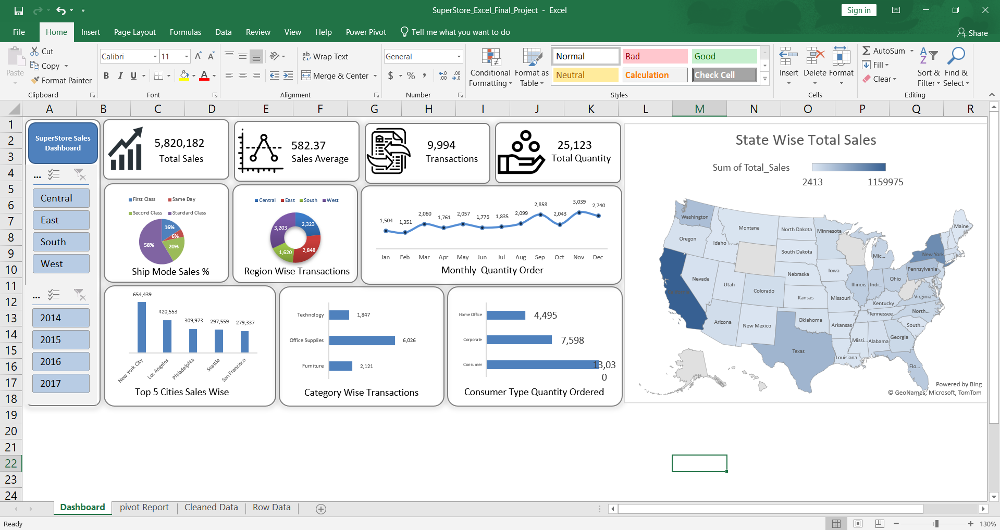 SuperStore_Excel_Final_Project - Excel
Sign in
File Home Insert Page Layout Formulas Data Review View Help Power Pivot Tell me what you want to do
Share
Paste
Cut
Copy
Format Painter
Clipboard
Calibri 11
B I U
Font
Wrap Text
Merge & Center
Alignment
General
$ %
Number
Conditional Formatting
Format as Table
Normal Bad Good
Neutral Calculation Check Cell
Styles
Insert Delete Format
Cells
AutoSum
Fill
Clear
Sort & Filter
Find & Select
Editing
A B C D E F G H I J K L M N O P Q R
1
2
3
4
5
6
7
8
9
10
11
12
13
14
15
16
17
18
19
20
21
22
23
24
SuperStore Sales
Dashboard
...
Central
East
South
West
...
2014
2015
2016
2017
5,820,182
Total Sales
582.37
Sales Average
9,994
Transactions
25,123
Total Quantity
First Class Same Day
Second Class Standard Class
16%
6%
20%
58%
Ship Mode Sales %
Central East South West
2,323
2,848
1,620
3,203
Region Wise Transactions
1,504 1,351 2,060 1,761 2,057 1,776 1,835 2,099 2,858 2,043 3,039 2,740
Jan Feb Mar Apr May Jun Jul Aug Sep Oct Nov Dec
Monthly Quantity Order
654,439 420,553 309,973 297,559 279,337
New York City Los Angeles Philadelphia Seattle San Francisco
Top 5 Cities Sales Wise
Technology 1,847
Office Supplies 6,026
Furniture 2,121
Category Wise Transactions
Home Office 4,495
Corporate 7,598
Consumer 13,03
0
Consumer Type Quantity Ordered
State Wise Total Sales
Sum of Total_Sales
2413 1159975
Washington
Montana
North Dakota
Minnesota
Maine
Oregon
Idaho
South Dakota
Mic...
New York
Pennsylvania
Nebraska
Iowa
Nevada
Utah
Colorado
Illinois
Indi...
Ohio
Kansas
Missouri
Virginia
Kentucky
Arizona
New Mexico
Oklahoma
Arkansas
Tennessee
North...
South...
Missi...
Alabama
Georgia
Texas
Louisiana
Flo...
Powered by Bing
© GeoNames, Microsoft, TomTom
Dashboard pivot Report Cleaned Data Row Data
Ready
130%